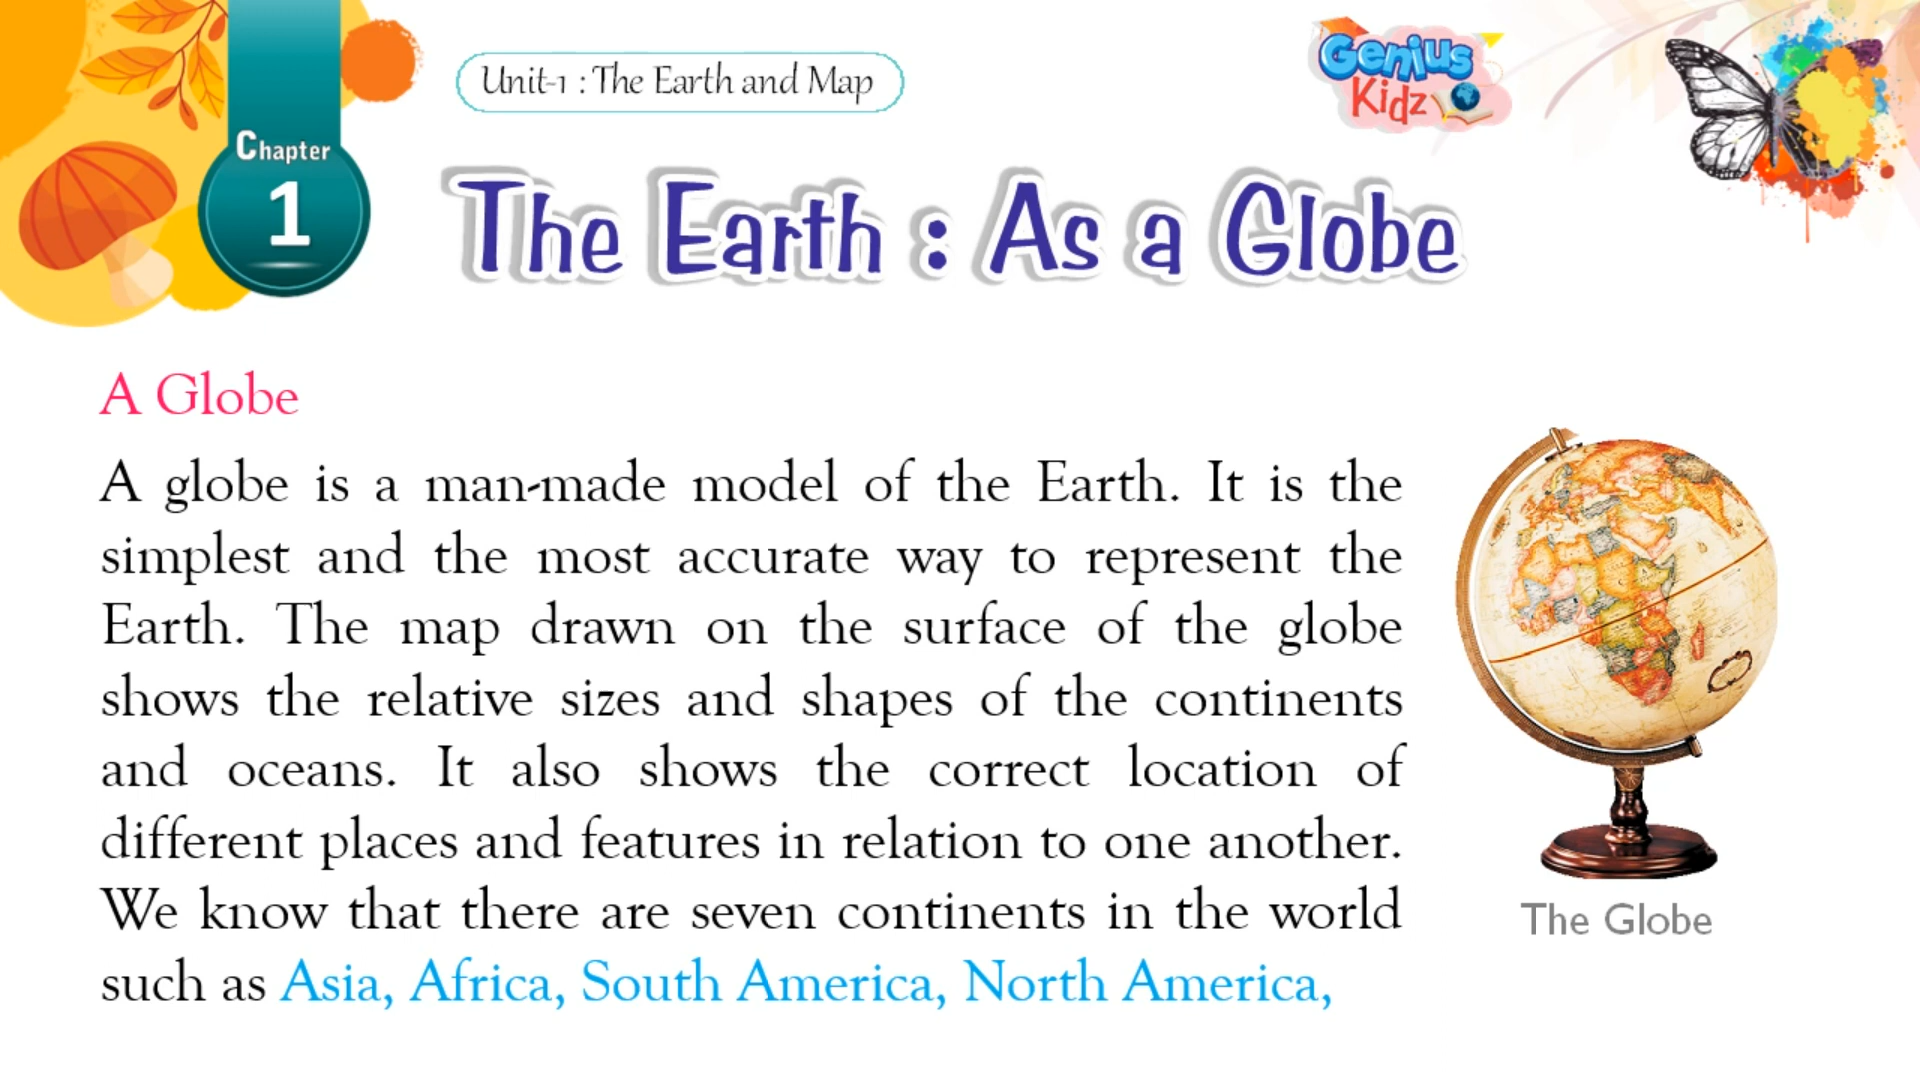 Unit-1 : The Earth and Map
Genius
Kidz
Chapter
1
The Earth : As a Globe
A Globe
A globe is a man-made model of the Earth. It is the
simplest and the most accurate way to represent the
Earth. The map drawn on the surface of the globe
shows the relative sizes and shapes of the continents
and oceans. It also shows the correct location of
different places and features in relation to one another.
We know that there are seven continents in the world
such as Asia, Africa, South America, North America,
The Globe